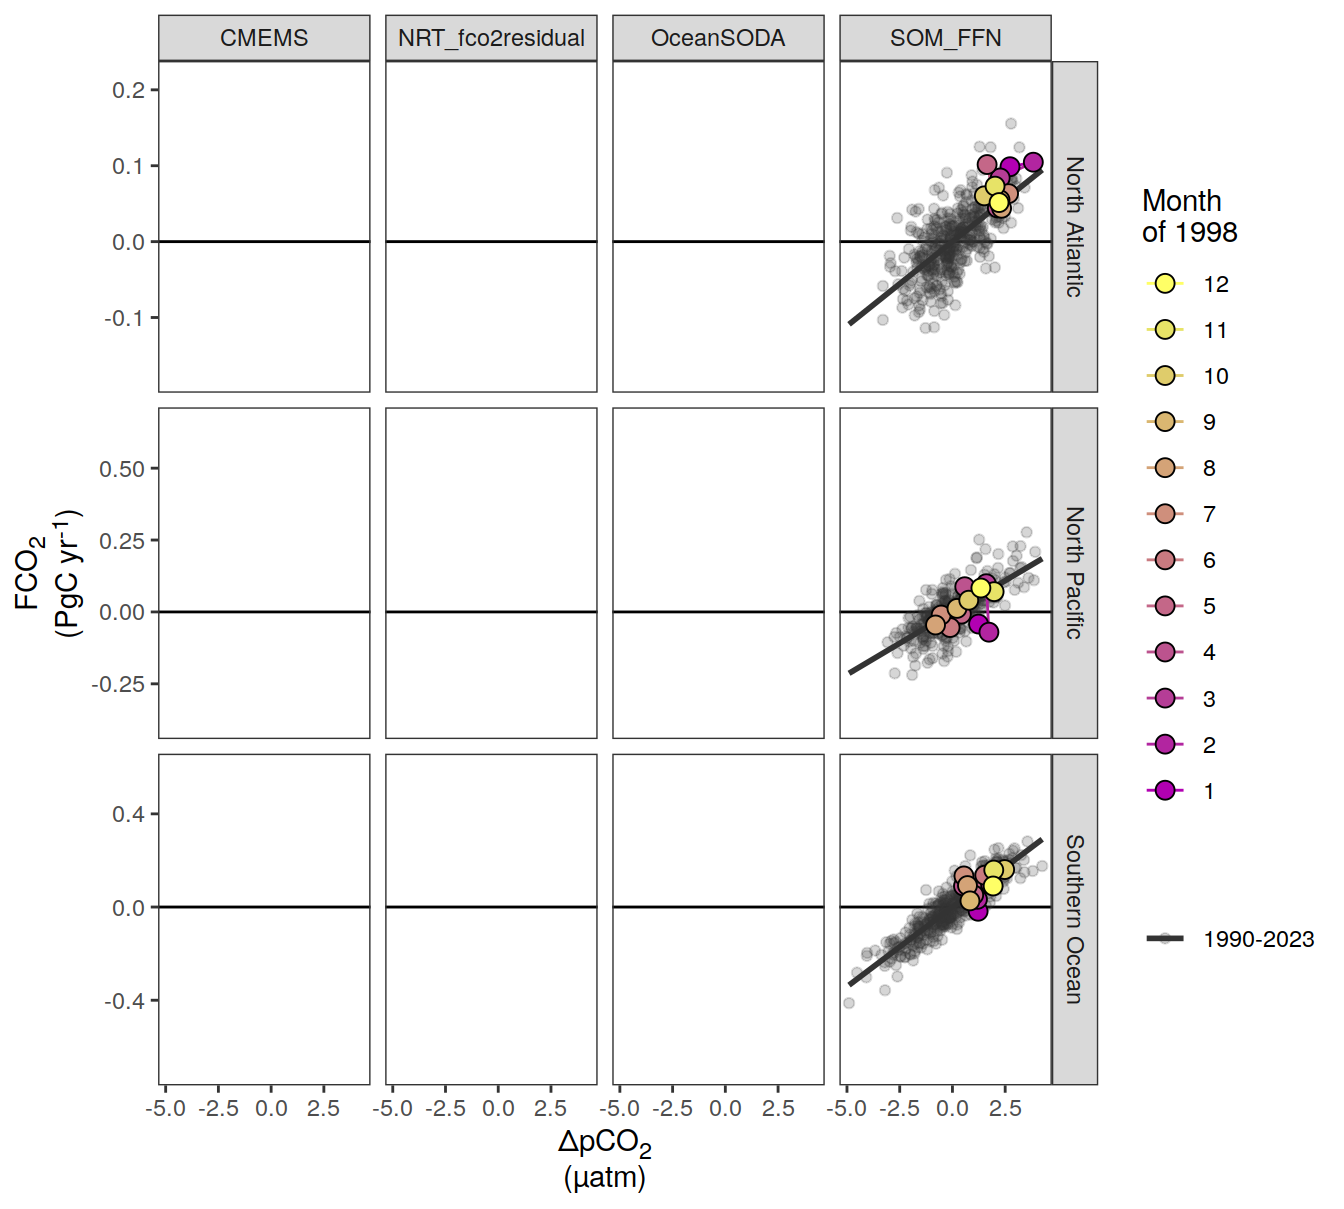 CMEMS NRT_fco2residual OceanSODA SOM_FFN
0.2
0.1
0.0
-0.1
North Atlantic
0.50
0.25
0.00
-0.25
North Pacific
0.4
0.0
-0.4
Southern Ocean
FCO2
(PgC yr-1)
-5.0 -2.5 0.0 2.5 -5.0 -2.5 0.0 2.5 -5.0 -2.5 0.0 2.5 -5.0 -2.5 0.0 2.5
ΔpCO2
(µatm)
Month
of 1998
12
11
10
9
8
7
6
5
4
3
2
1
1990-2023